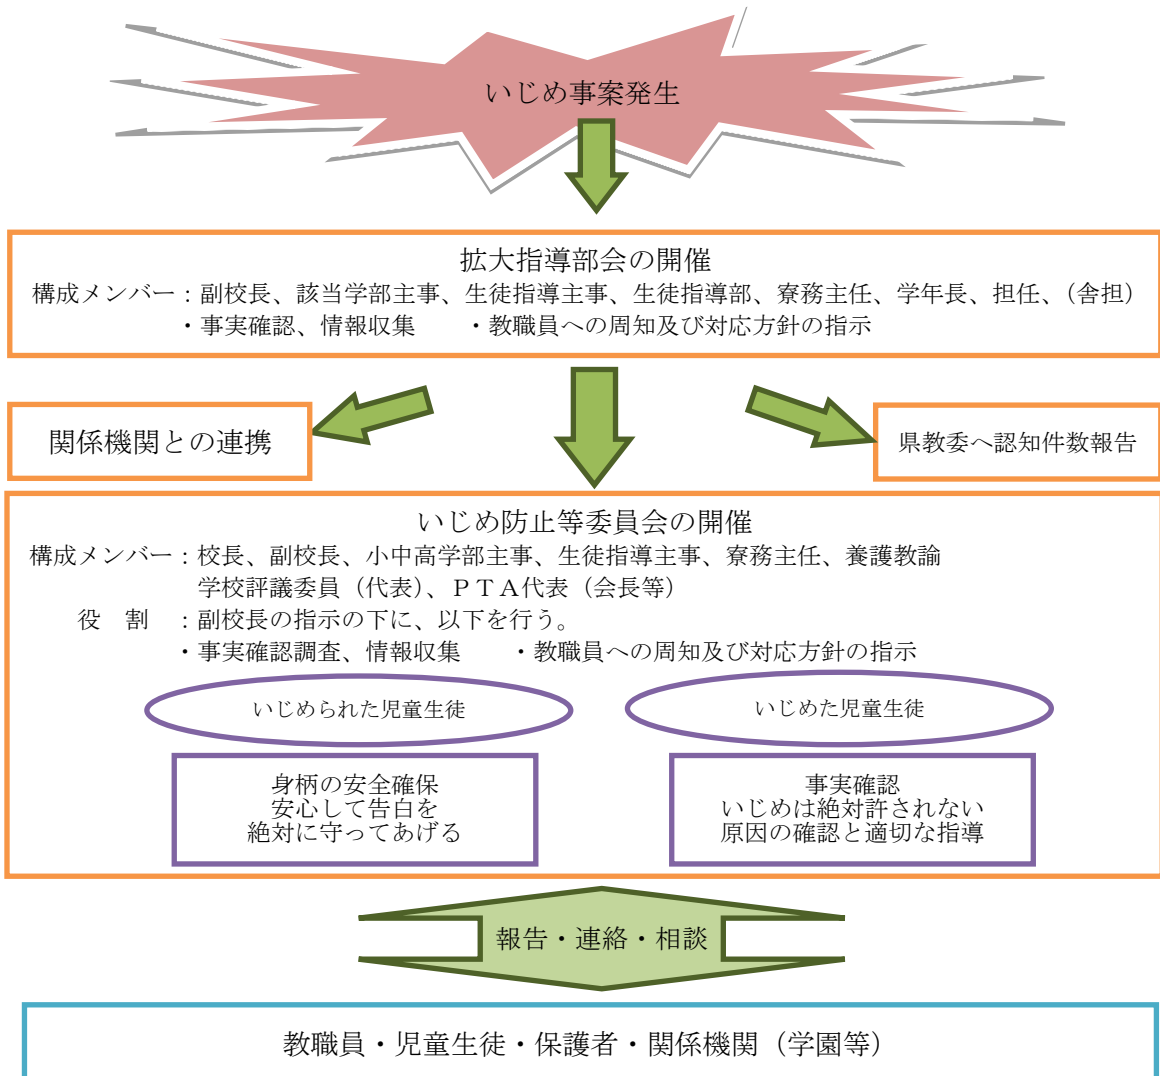 いじめ事案発生
拡大指導部会の開催
構成メンバー：副校長、該当学部主事、生徒指導主事、生徒指導部、寮務主任、学年長、担任、（舎担）
・事実確認、情報収集　　・教職員への周知及び対応方針の指示
関係機関との連携
県教委へ認知件数報告
いじめ防止等委員会の開催
構成メンバー：校長、副校長、小中高学部主事、生徒指導主事、寮務主任、養護教諭
学校評議委員（代表）、ＰＴＡ代表（会長等）
役　割　：副校長の指示の下に、以下を行う。
・事実確認調査、情報収集　　・教職員への周知及び対応方針の指示
いじめられた児童生徒
いじめた児童生徒
身柄の安全確保
安心して告白を
絶対に守ってあげる
事実確認
いじめは絶対許されない
原因の確認と適切な指導
報告・連絡・相談
教職員・児童生徒・保護者・関係機関（学園等）